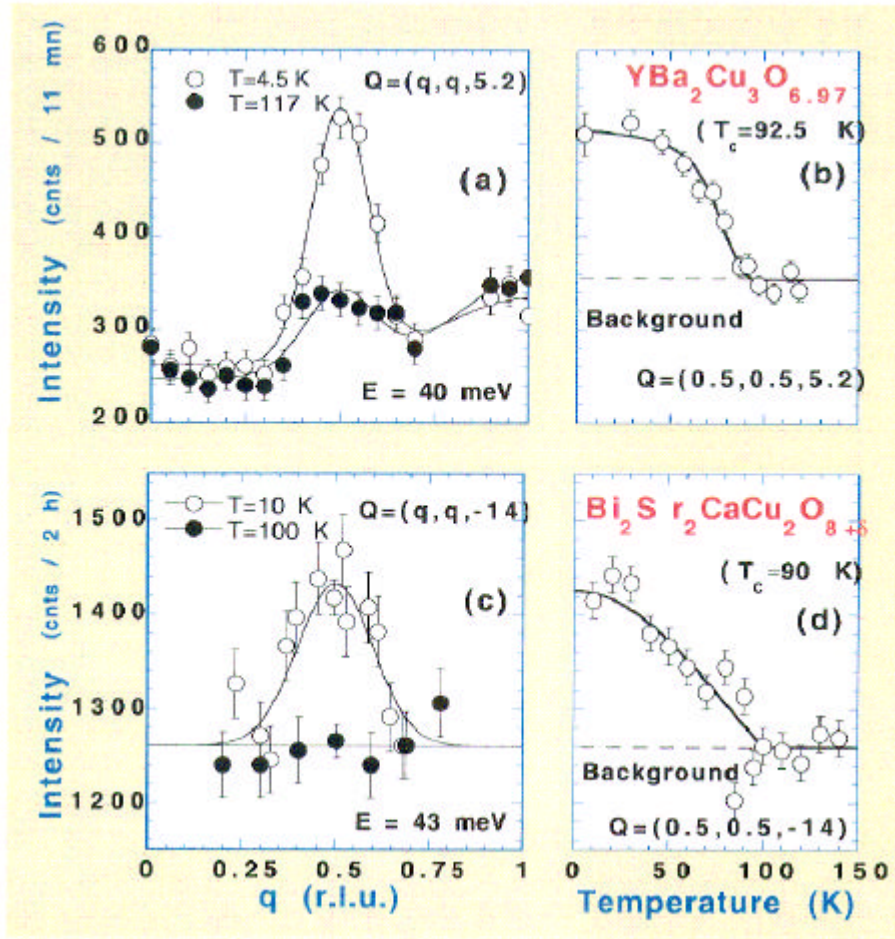 600
500
400
300
200
Intensity (cnts / 11 mn)
T=4.5 K
T=117 K
Q=(q,q,5.2)
(a)
E = 40 meV
YBa2Cu3O6.97
( Tc=92.5 K)
(b)
Background
Q=(0.5,0.5,5.2)
1500
1400
1300
1200
Intensity (cnts / 2 h)
T=10 K
T=100 K
Q=(q,q,-14)
(c)
E = 43 meV
0 0.25 0.5 0.75 1
q (r.l.u.)
Bi2S r2CaCu2O8+δ
( Tc=90 K)
(d)
Background
Q=(0.5,0.5,-14)
0 50 100 150
Temperature (K)